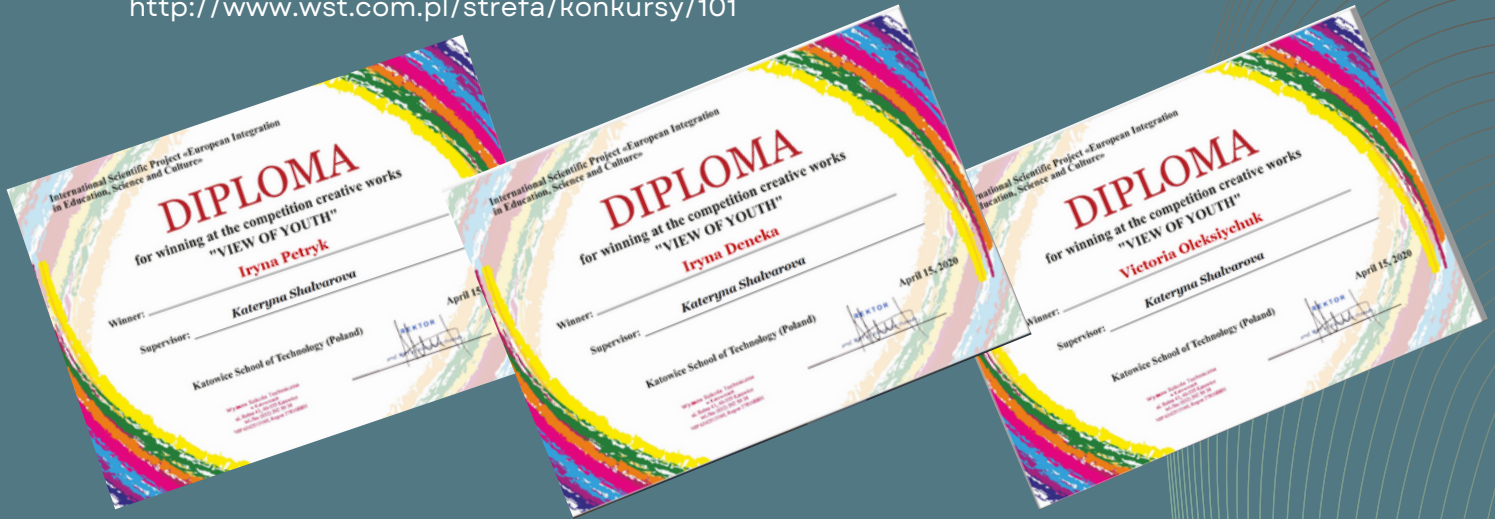 http://www.wst.com.pl/strefa/konkursy/101
International Scientific Project «European Integration
in Education, Science and Culture»
DIPLOMA
for winning at the competition creative works
"VIEW OF YOUTH"
Iryna Petryk
Winner:
Kateryna Shalvarova
Supervisor:
April 15
Katowice School of Technology (Poland)
REKTOR
International Scientific Project «European Integration
in Education, Science and Culture»
DIPLOMA
for winning at the competition creative works
"VIEW OF YOUTH"
Iryna Deneka
Winner:
Kateryna Shalvarova
Supervisor:
April 15, 2020
Katowice School of Technology (Poland)
REKTOR
Scientific Project «European Integration
Science and Culture»
DIPLOMA
for winning at the competition creative works
"VIEW OF YOUTH"
Victoria Oleksiychuk
Winner:
Kateryna Shalvarova
Supervisor:
April 15, 2020
Katowice School of Technology (Poland)
REKTOR